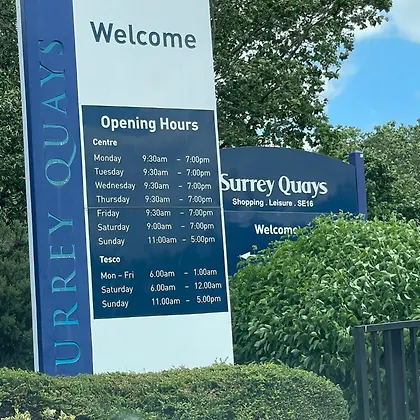 Welcome
URREY QUAYS
Opening Hours
Centre
Monday 9:30am - 7:00pm
Tuesday 9:30am - 7:00pm
Wednesday 9:30am - 7:00pm
Thursday 9:30am - 7:00pm
Friday 9:30am - 7:00pm
Saturday 9:00am - 7:00pm
Sunday 11:00am - 5:00pm
Tesco
Mon – Fri 6.00am - 1.00am
Saturday 6.00am - 12.00am
Sunday 11.00am - 5.00pm
Surrey Quays
Shopping . Leisure . SE16
Welcome